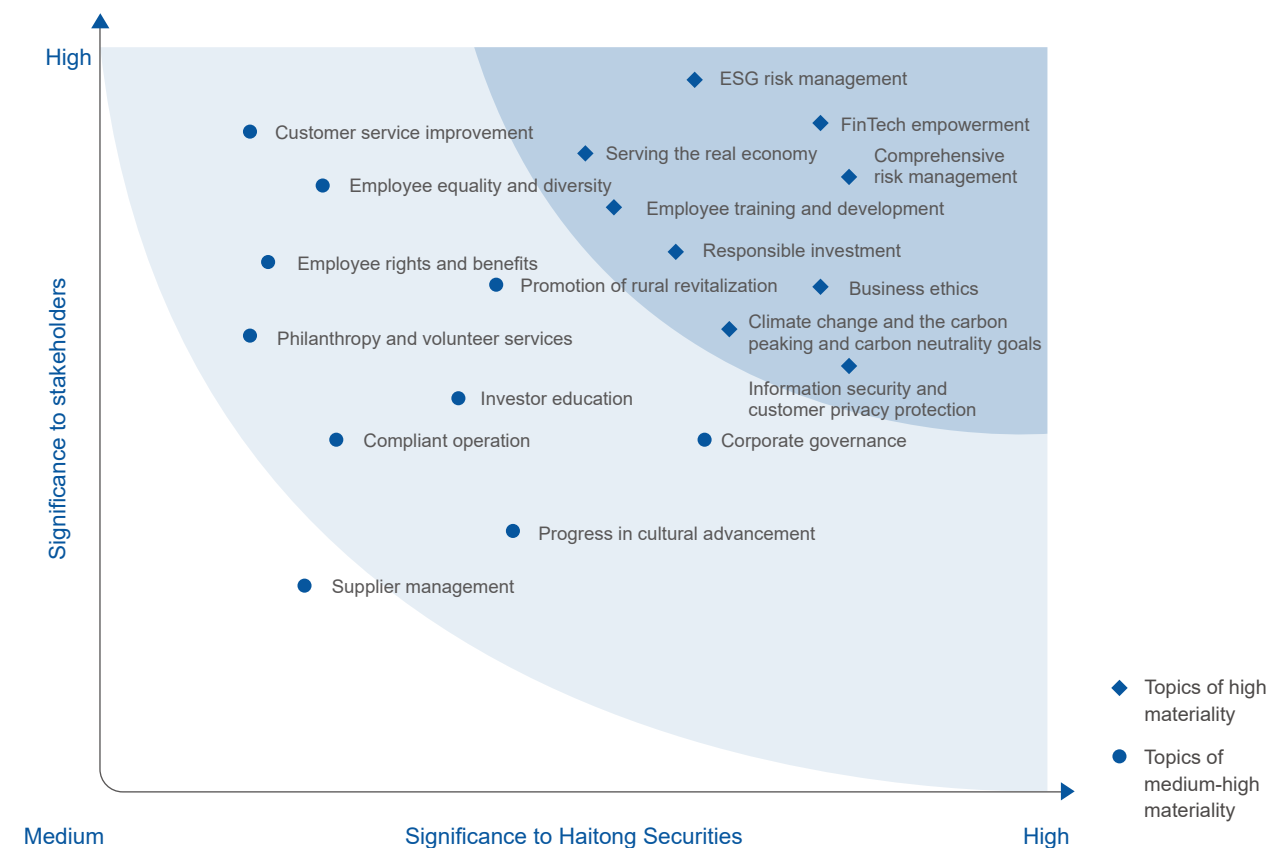 High
ESG risk management
FinTech empowerment
Customer service improvement
Serving the real economy
Comprehensive
risk management
Employee equality and diversity
Employee training and development
Responsible investment
Employee rights and benefits
Promotion of rural revitalization
Business ethics
Climate change and the carbon
peaking and carbon neutrality goals
Philanthropy and volunteer services
Information security and
customer privacy protection
Investor education
Compliant operation
Corporate governance
Progress in cultural advancement
Supplier management
Significance to stakeholders
Topics of high
materiality
Topics of
medium-high
materiality
Medium
Significance to Haitong Securities
High